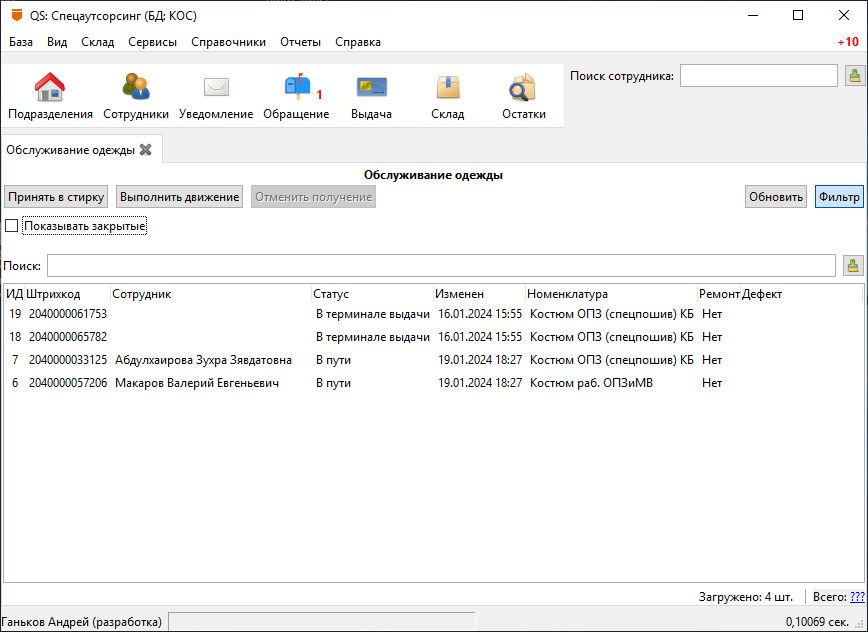 QS: Спецаутсорсинг (БД: КОС)
База Вид Склад Сервисы Справочники Отчеты Справка +10
Поиск сотрудника:
1
Подразделения Сотрудники Уведомление Обращение Выдача Склад Остатки
Обслуживание одежды
Обслуживание одежды
Принять в стирку Выполнить движение Отменить получение Обновить Фильтр
Показывать закрытые
Поиск:
ИД Штрихкод Сотрудник Статус Изменен Номенклатура Ремонт Дефект
19 2040000061753 В терминале выдачи 16.01.2024 15:55 Костюм ОПЗ (спецпошив) КБ Нет
18 2040000065782 В терминале выдачи 16.01.2024 15:55 Костюм ОПЗ (спецпошив) КБ Нет
7 2040000033125 Абдулхаирова Зухра Зявдатовна В пути 19.01.2024 18:27 Костюм ОПЗ (спецпошив) КБ Нет
6 2040000057206 Макаров Валерий Евгеньевич В пути 19.01.2024 18:27 Костюм раб. ОПЗиМВ Нет
Загружено: 4 шт. Всего: ???
Ганьков Андрей (разработка) 0,10069 сек.